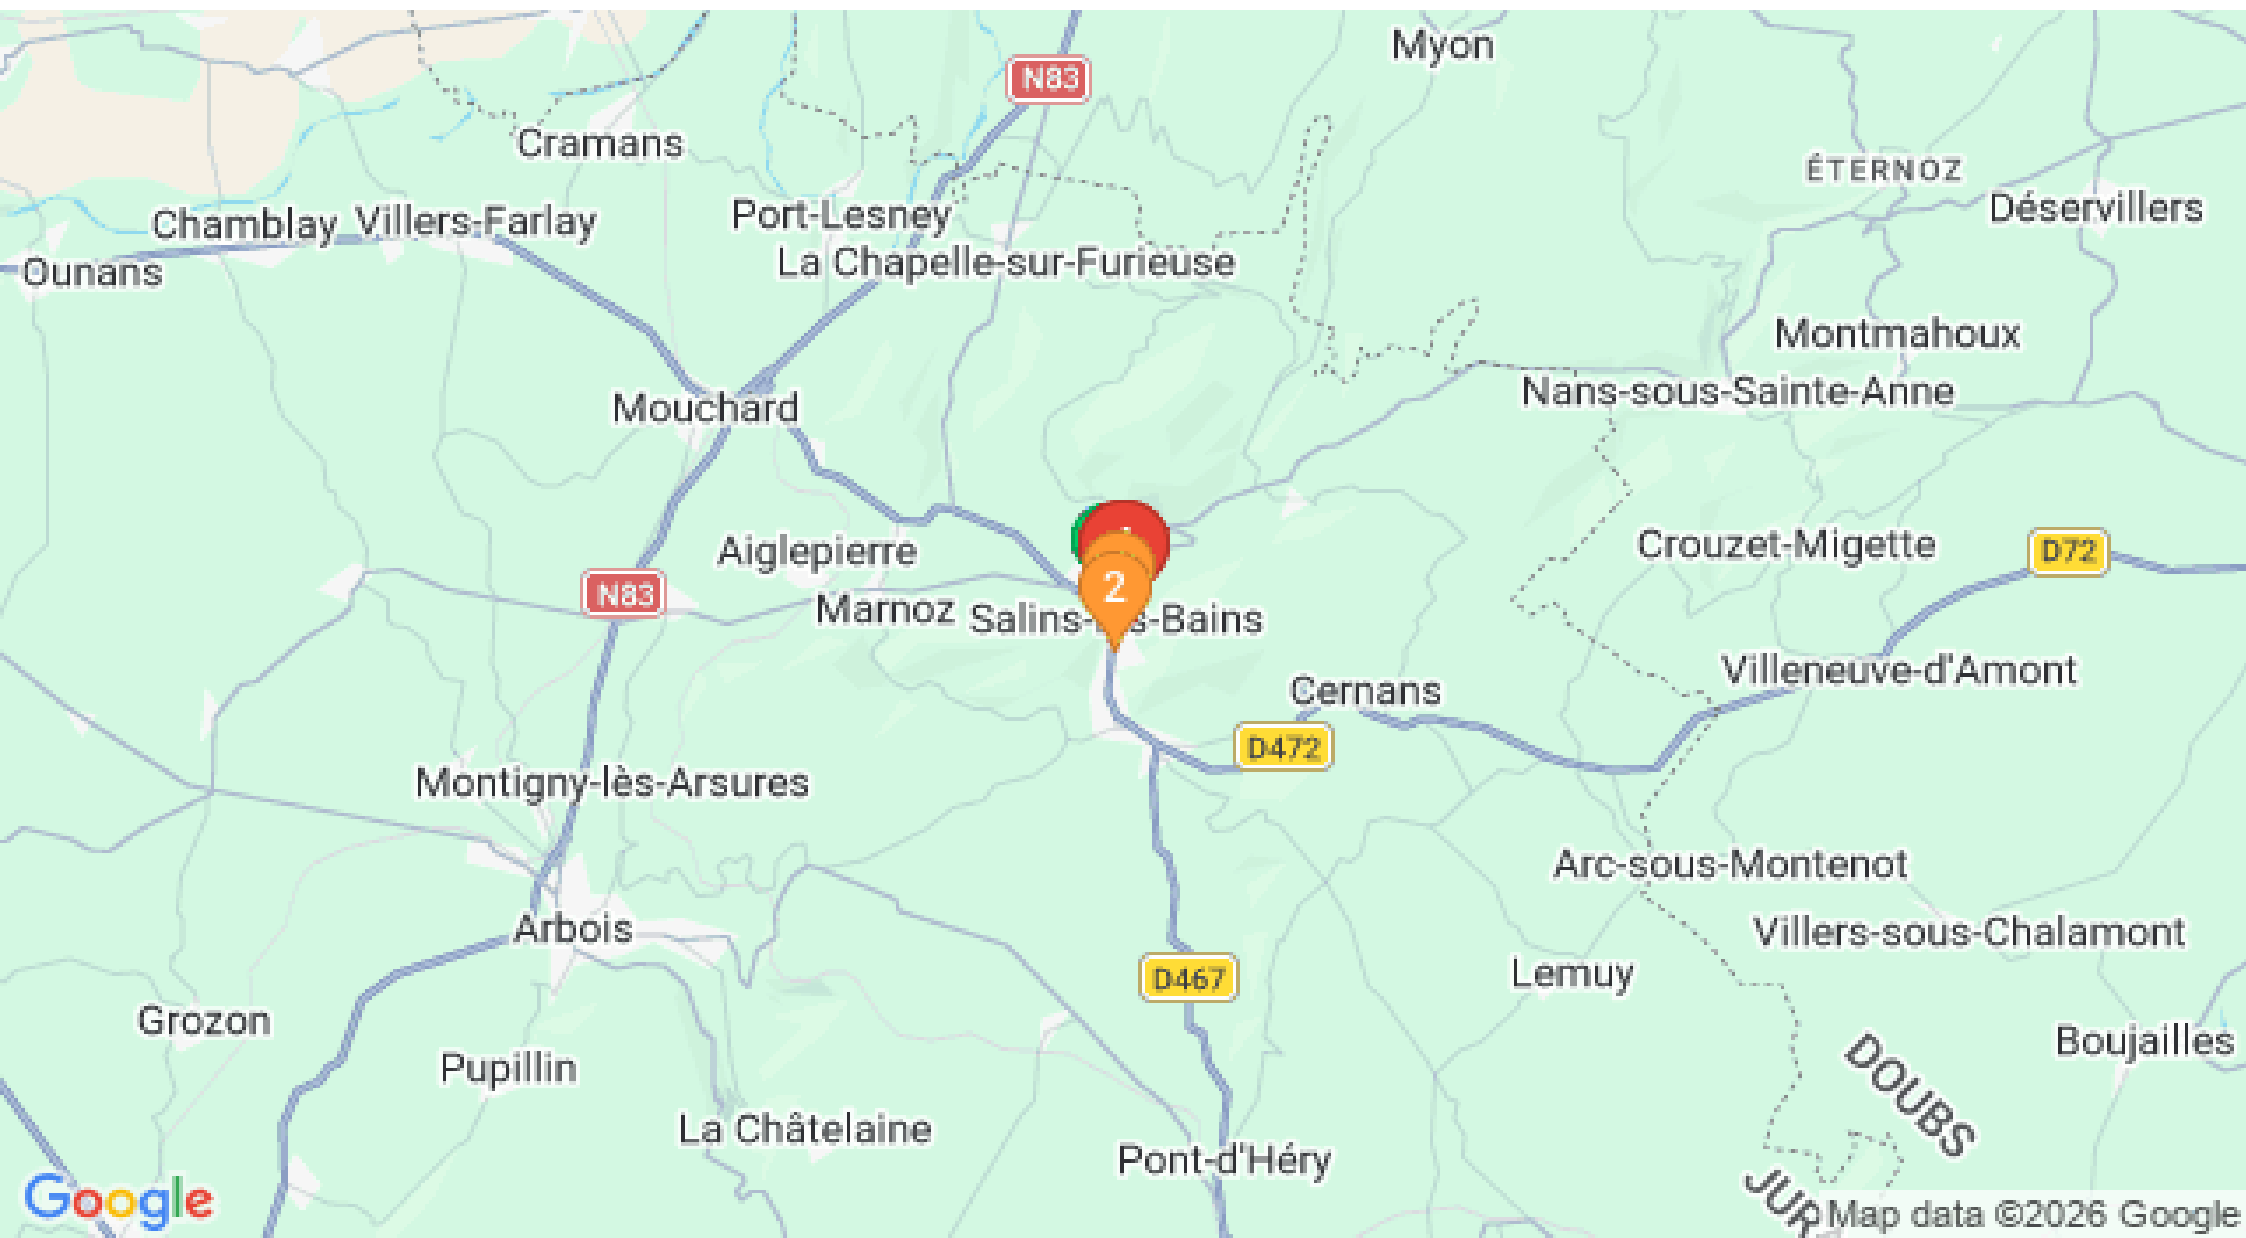 Myon
N83
Cramans
ÉTERNOZ
Port-Lesney
Déservillers
Chamblay
Villers-Farlay
La Chapelle-sur-Furieuse
Ounans
Montmahoux
Nans-sous-Sainte-Anne
Mouchard
Crouzet-Migette
D72
Aiglepierre
2
N83
Marnoz
Salins-
-Bains
Villeneuve-d'Amont
Cernans
D472
Montigny-lès-Arsures
Arc-sous-Montenot
Arbois
Villers-sous-Chalamont
D467
Lemuy
Grozon
Boujailles
Pupillin
DOUBS
La Châtelaine
Pont-d'Héry
JURA
Google
Map data ©2026 Google